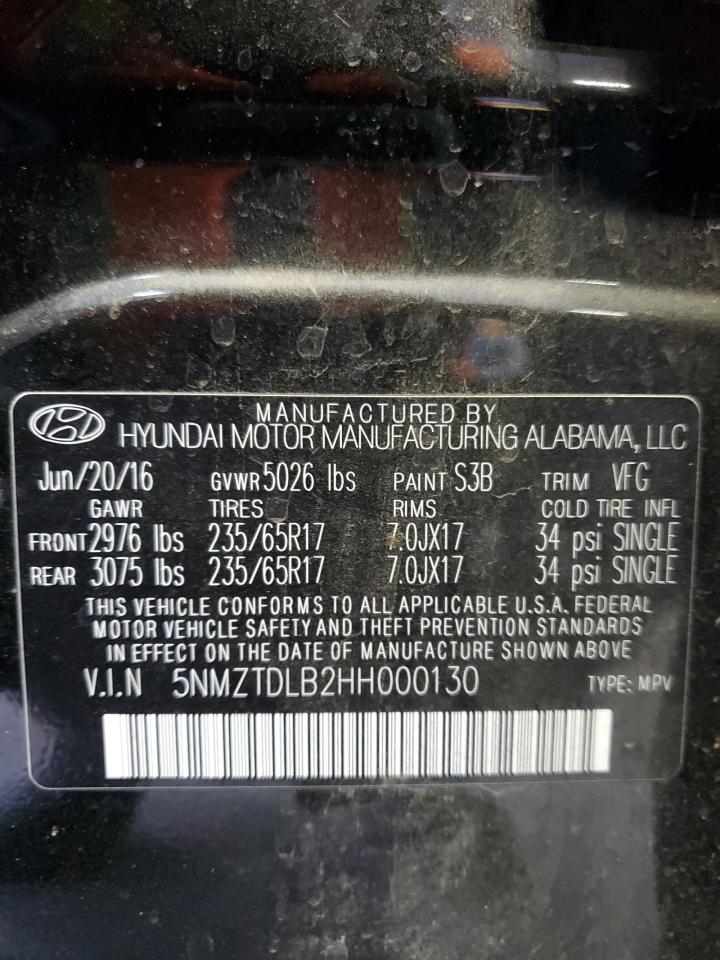 MANUFACTURED BY
HYUNDAI MOTOR MANUFACTURING ALABAMA, LLC
Jun/20/16 GVWR 5026 lbs PAINT S3B TRIM VFG
GAWR TIRES RIMS COLD TIRE INFL
FRONT 2976 lbs 235/65R17 7.0JX17 34 psi SINGLE
REAR 3075 lbs 235/65R17 7.0JX17 34 psi SINGLE
THIS VEHICLE CONFORMS TO ALL APPLICABLE U.S.A. FEDERAL
MOTOR VEHICLE SAFETY AND THEFT PREVENTION STANDARDS
IN EFFECT ON THE DATE OF MANUFACTURE SHOWN ABOVE
V.I.N 5NMZTDLB2HH000130 TYPE: MPV